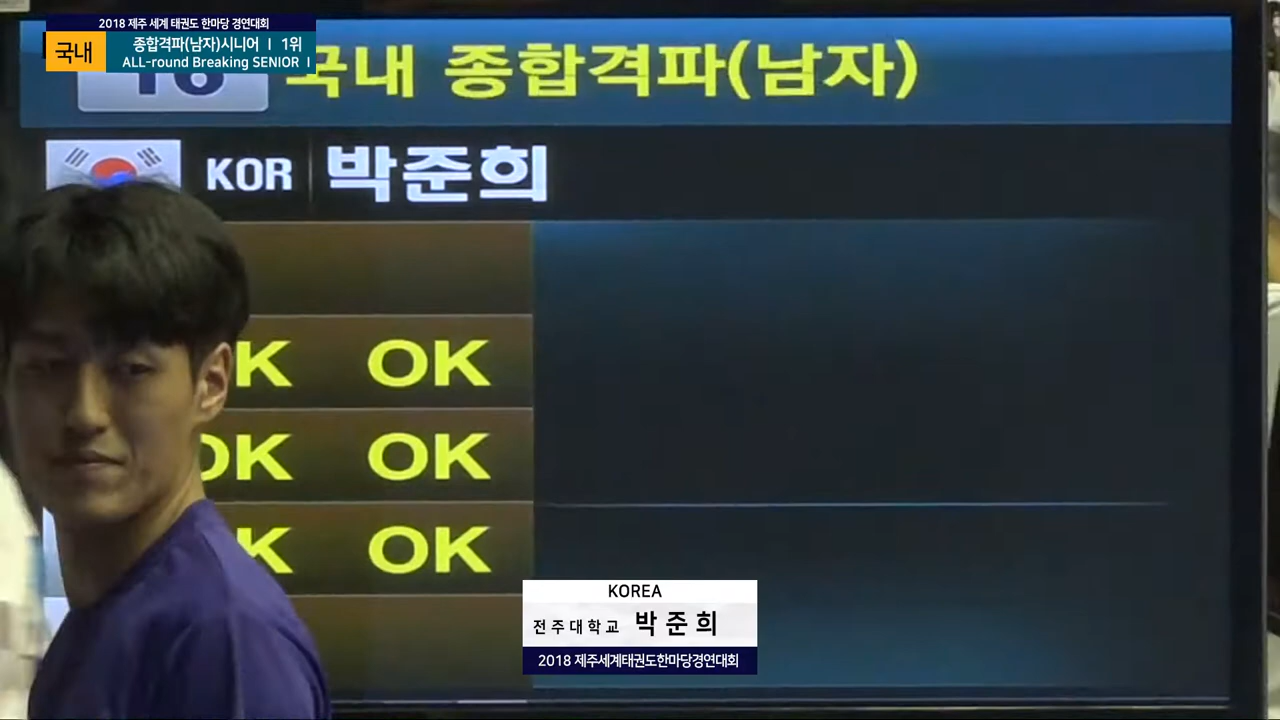 2018 제주 세계 태권도 한마당 경연대회
국내
종합격파(남자)시니어 | 1위
ALL-round Breaking SENIOR I
국내 종합격파(남자)
KOR 박준희
OK
OK OK
OK
KOREA
전주대학교 박준희
2018 제주세계태권도한마당경연대회